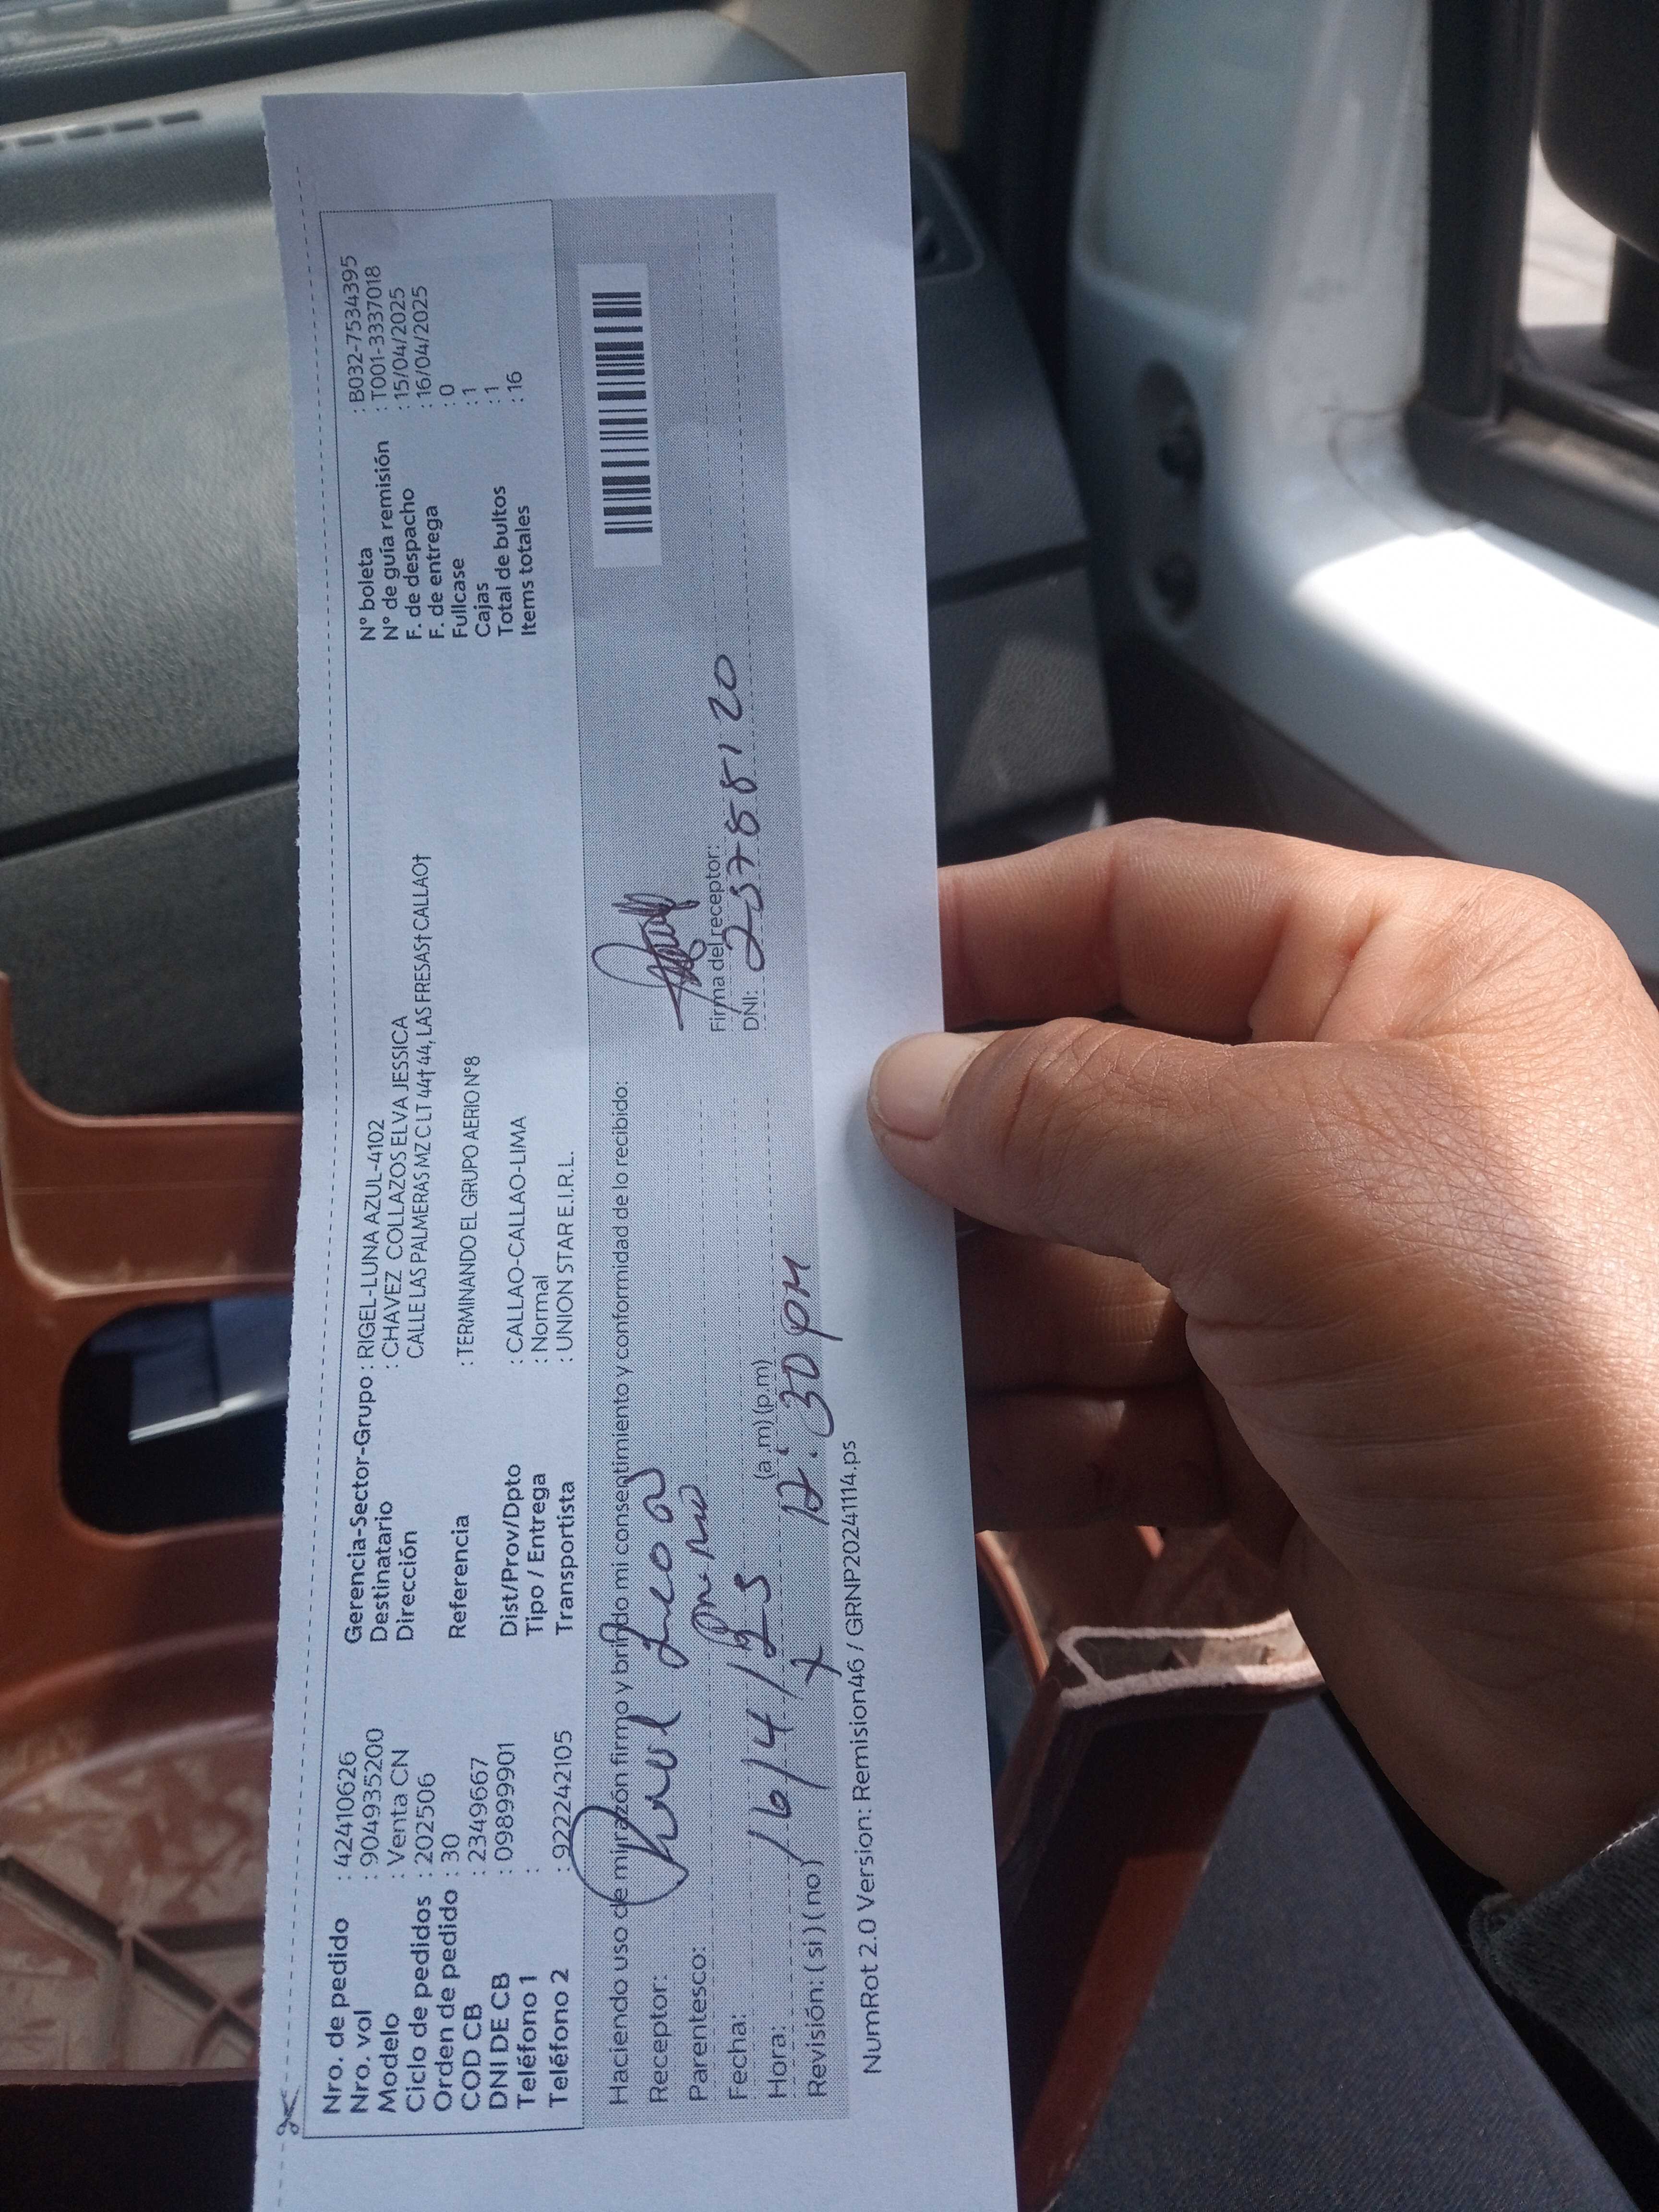 Nro. de pedido : 42410626
Nro. vol : 904935200
Modelo : Venta CN
Ciclo de pedidos : 202506
Orden de pedido : 30
COD CB : 2349667
DNI DE CB : 09899901
Teléfono 1 :
Teléfono 2 : 922242105
Gerencia-Sector-Grupo : RIGEL-LUNA AZUL-4102
Destinatario : CHAVEZ COLLAZOS ELVA JESSICA
Dirección CALLE LAS PALMERAS MZ C LT 44† 44, LAS FRESAS† CALLAO†
Referencia : TERMINANDO EL GRUPO AERIO N°8
Dist/Prov/Dpto : CALLAO-CALLAO-LIMA
Tipo / Entrega : Normal
Transportista : UNION STAR E.I.R.L.
N° boleta : B032-7534395
N° de guía remisión : T001-3337018
F. de despacho : 15/04/2025
F. de entrega : 16/04/2025
Fullcase : 0
Cajas : 1
Total de bultos : 1
Items totales : 16
Haciendo uso de mi razón firmo y brindo mi consentimiento y conformidad de lo recibido:
Receptor:
Parentesco:
Fecha: 16/4/25
Hora: (a.m) (p.m) 12:30 PM
Revisión: ( si ) ( no ) x
Firma del receptor:
DNI: 25788120
NumRot 2.0 Version: Remision46 / GRNP20241114.ps